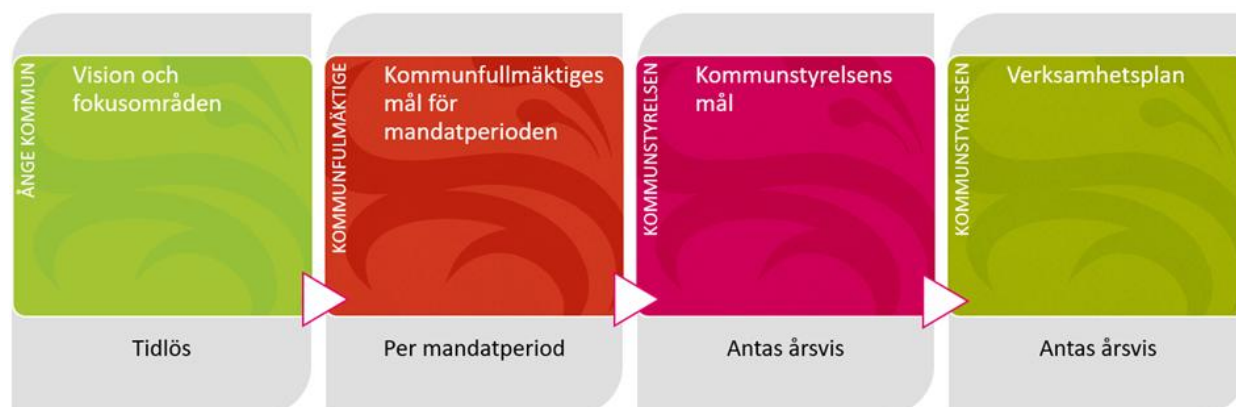 ÅNGE KOMMUN
Vision och
fokusområden
Tidlös
KOMMUNFULMÄKTIGE
Kommunfullmäktiges
mål för
mandatperioden
Per mandatperiod
KOMMUNSTYRELSEN
Kommunstyrelsens
mål
Antas årsvis
KOMMUNSTYRELSEN
Verksamhetsplan
Antas årsvis